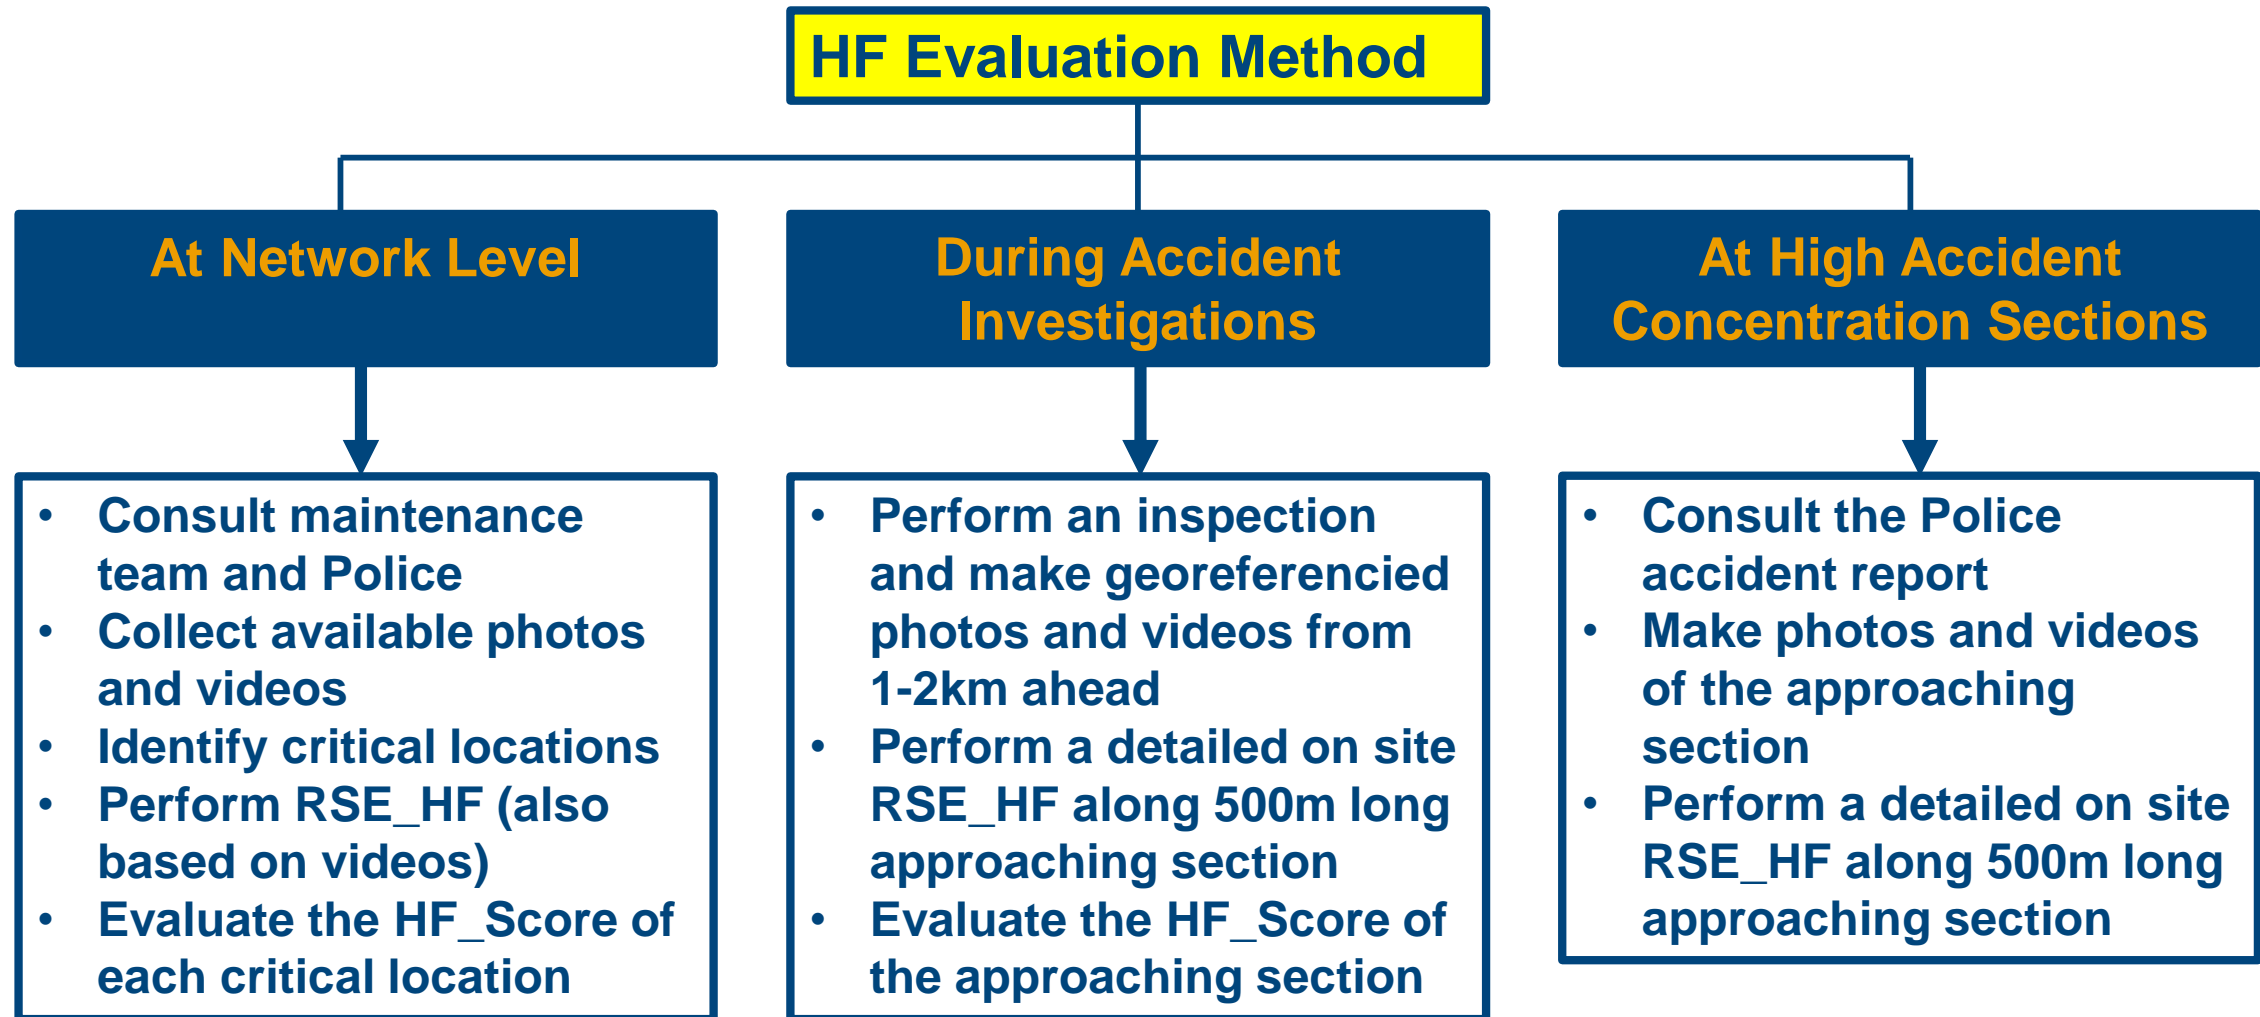 HF Evaluation Method
At Network Level
During Accident
Investigations
At High Accident
Concentration Sections
• Consult maintenance
team and Police
• Collect available photos
and videos
• Identify critical locations
• Perform RSE_HF (also
based on videos)
• Evaluate the HF_Score of
each critical location
• Perform an inspection
and make georeferencied
photos and videos from
1-2km ahead
• Perform a detailed on site
RSE_HF along 500m long
approaching section
• Evaluate the HF_Score of
the approaching section
• Consult the Police
accident report
• Make photos and videos
of the approaching
section
• Perform a detailed on site
RSE_HF along 500m long
approaching section